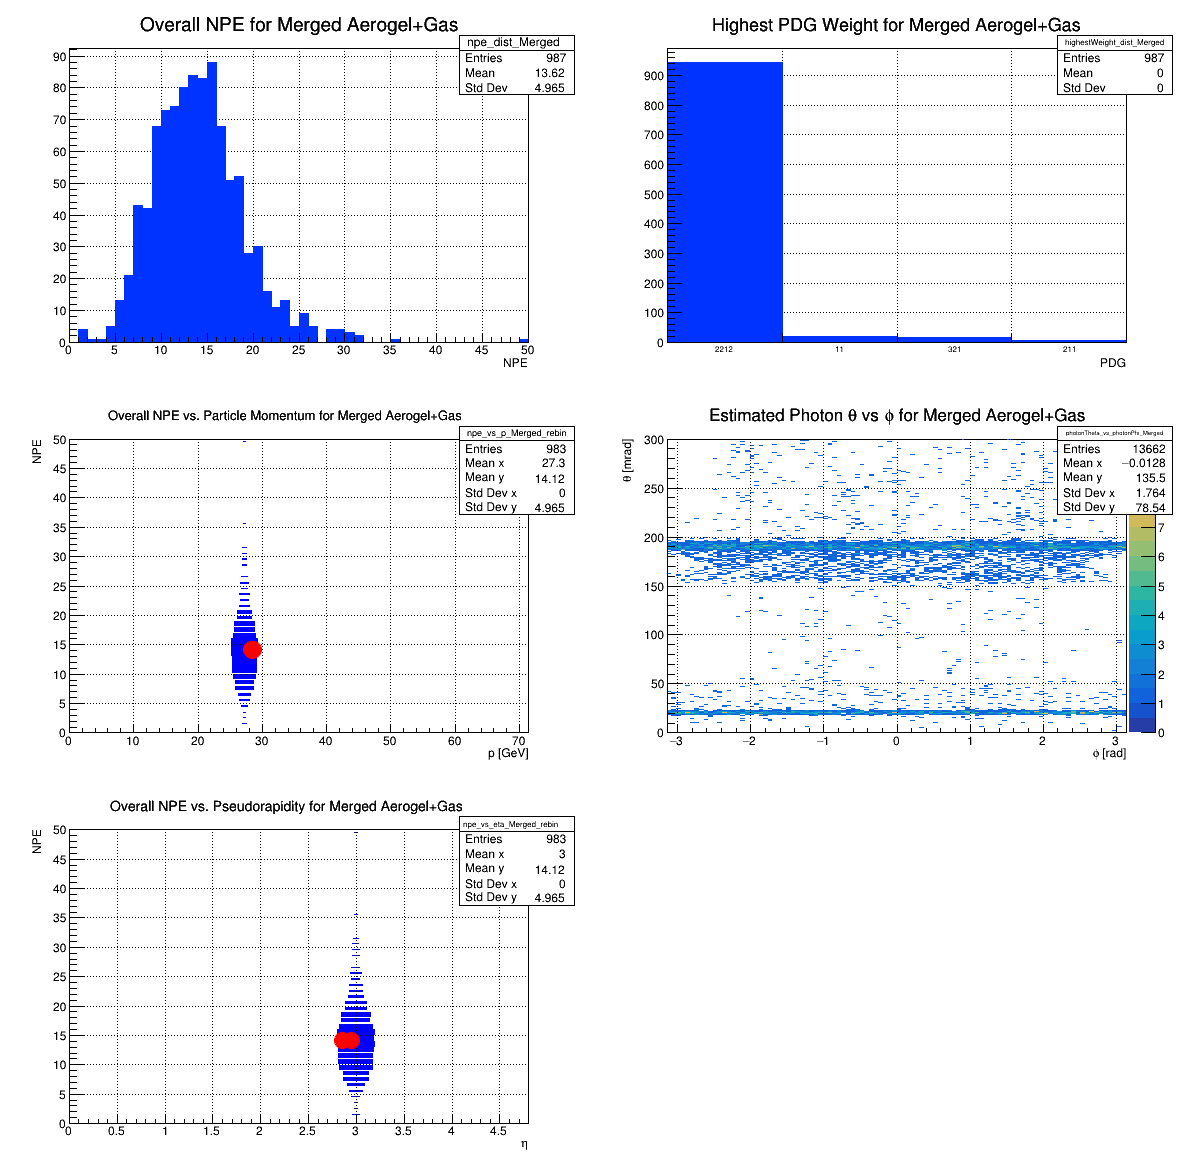 Overall NPE for Merged Aerogel+Gas
npe_dist_Merged
Entries 987
Mean 13.62
Std Dev 4.965
90
80
70
60
50
40
30
20
10
0
0 5 10 15 20 25 30 35 40 45 50
NPE
Highest PDG Weight for Merged Aerogel+Gas
highestWeight_dist_Merged
Entries 987
Mean 0
Std Dev 0
900
800
700
600
500
400
300
200
100
0
2212 11 321 211
PDG
Overall NPE vs. Particle Momentum for Merged Aerogel+Gas
npe_vs_p_Merged_rebin
Entries 983
Mean x 27.3
Mean y 14.12
Std Dev x 0
Std Dev y 4.965
NPE
50
45
40
35
30
25
20
15
10
5
0
0 10 20 30 40 50 60 70
p [GeV]
Estimated Photon θ vs ϕ for Merged Aerogel+Gas
photonTheta_vs_photonPhi_Merged
Entries 13662
Mean x −0.0128
Mean y 135.5
Std Dev x 1.764
Std Dev y 78.54
θ [mrad]
300
250
200
150
100
50
0
−3 −2 −1 0 1 2 3
ϕ [rad]
7
6
5
4
3
2
1
0
Overall NPE vs. Pseudorapidity for Merged Aerogel+Gas
npe_vs_eta_Merged_rebin
Entries 983
Mean x 3
Mean y 14.12
Std Dev x 0
Std Dev y 4.965
NPE
50
45
40
35
30
25
20
15
10
5
0
0 0.5 1 1.5 2 2.5 3 3.5 4 4.5
η